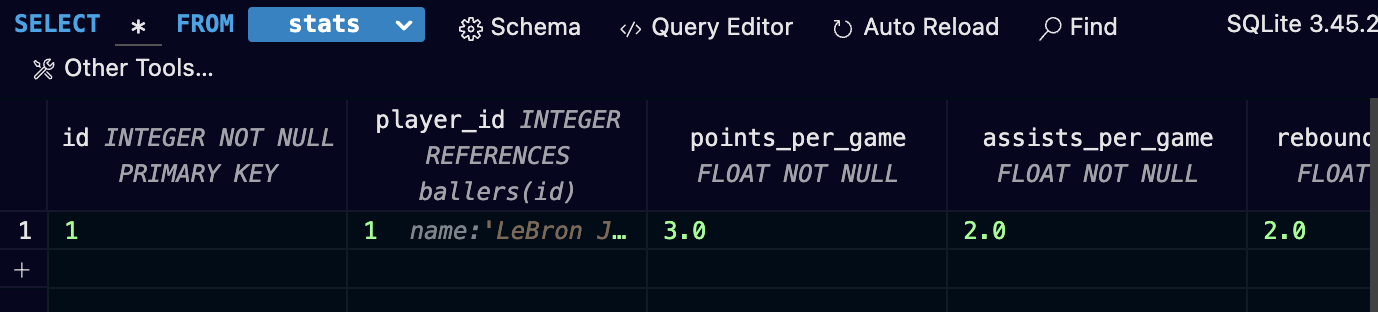 SELECT * FROM stats Schema Query Editor Auto Reload Find SQLite 3.45.2
Other Tools...
id INTEGER NOT NULL PRIMARY KEY
player_id INTEGER REFERENCES ballers(id)
points_per_game FLOAT NOT NULL
assists_per_game FLOAT NOT NULL
rebound FLOAT
1 1 1 name:'LeBron J… 3.0 2.0 2.0
+